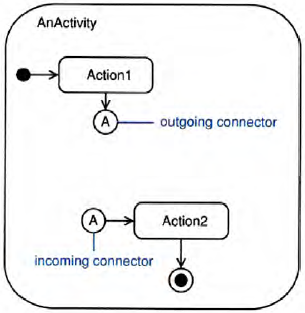 AnActivity
Action1
A
outgoing connector
A
Action2
incoming connector